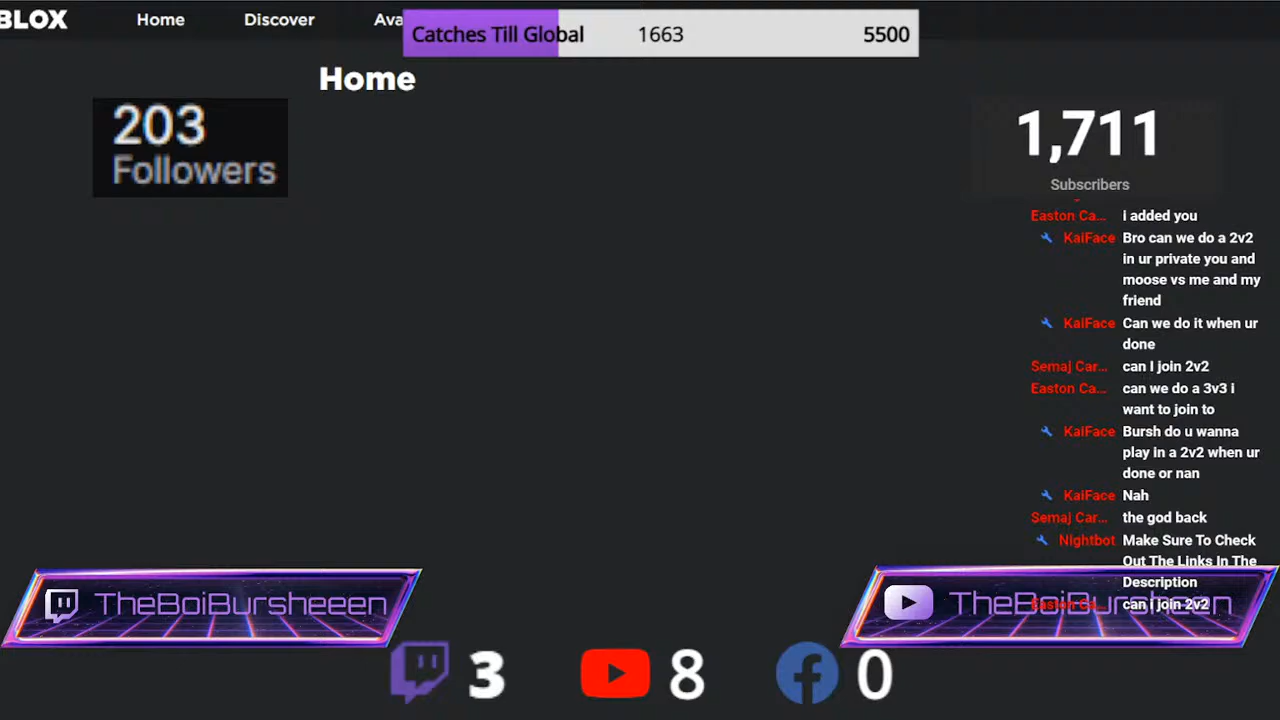 BLOX Home Discover Ava
Catches Till Global 1663 5500
Home
203
Followers
1,711
Subscribers
Easton Ca... i added you
KaiFace Bro can we do a 2v2
in ur private you and
moose vs me and my
friend
KaiFace Can we do it when ur
done
Semaj Car... can I join 2v2
Easton Ca... can we do a 3v3 i
want to join to
KaiFace Bursh do u wanna
play in a 2v2 when ur
done or nan
KaiFace Nah
Semaj Car... the god back
Nightbot Make Sure To Check
Out The Links In The
Description
Easton Ca... can i join 2v2
TheBoiBursheeen
TheBoiBursheeen
3 8 0